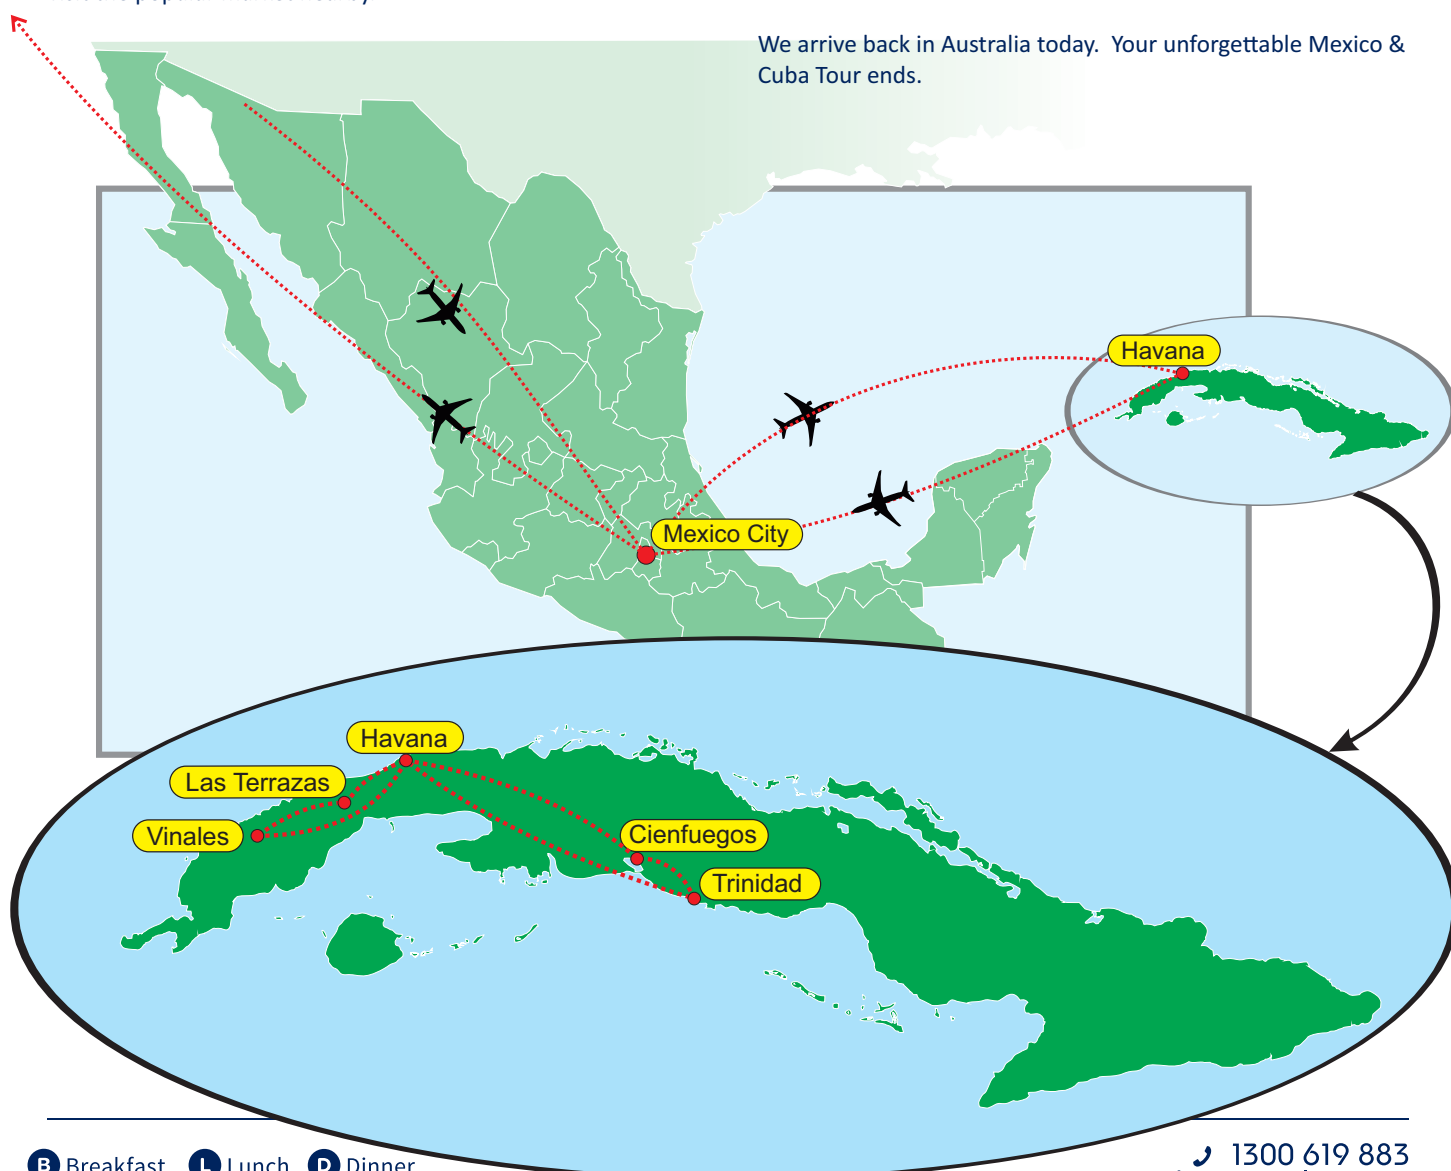 We arrive back in Australia today.  Your unforgettable Mexico &
Cuba Tour ends.
Havana
Mexico City
Havana
Las Terrazas
Vinales
Cienfuegos
Trinidad
B Breakfast L Lunch D Dinner
1300 619 883